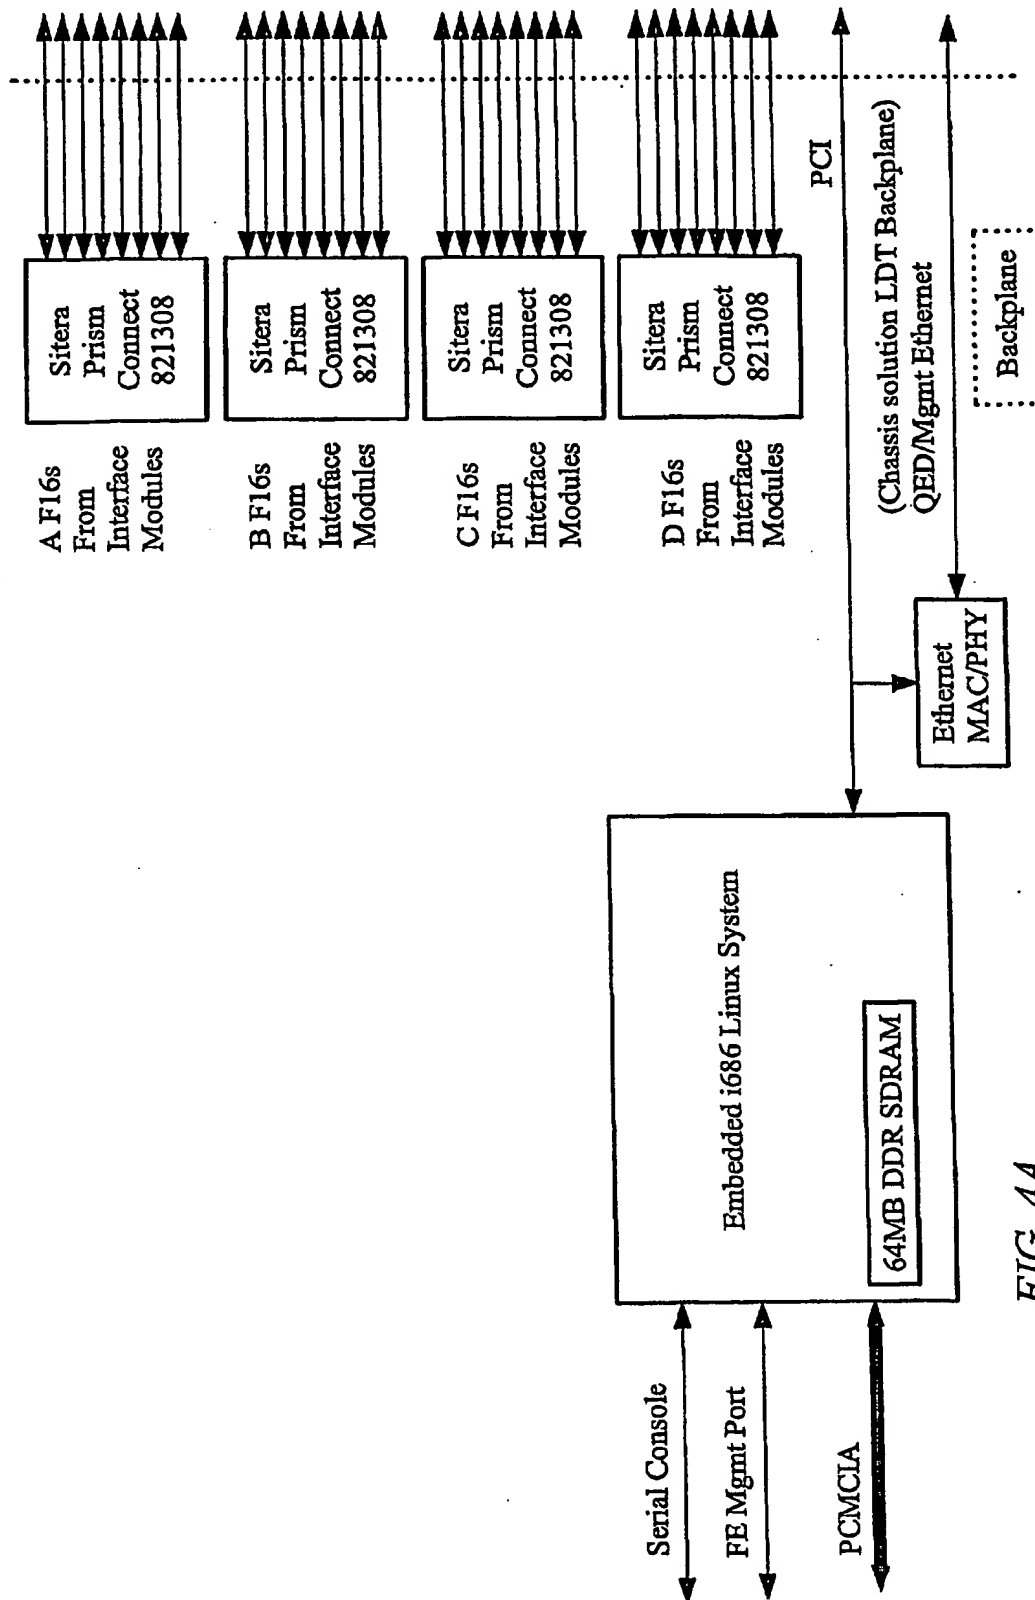 A F16s
From
Interface
Modules
Sitera
Prism
Connect
821308
B F16s
From
Interface
Modules
Sitera
Prism
Connect
821308
C F16s
From
Interface
Modules
Sitera
Prism
Connect
821308
D F16s
From
Interface
Modules
Sitera
Prism
Connect
821308
PCI
Serial Console
FE Mgmt Port
PCMCIA
Embedded i686 Linux System
64MB DDR SDRAM
(Chassis solution LDT Backplane)
QED/Mgmt Ethernet
Ethernet
MAC/PHY
Backplane
FIG. 4A